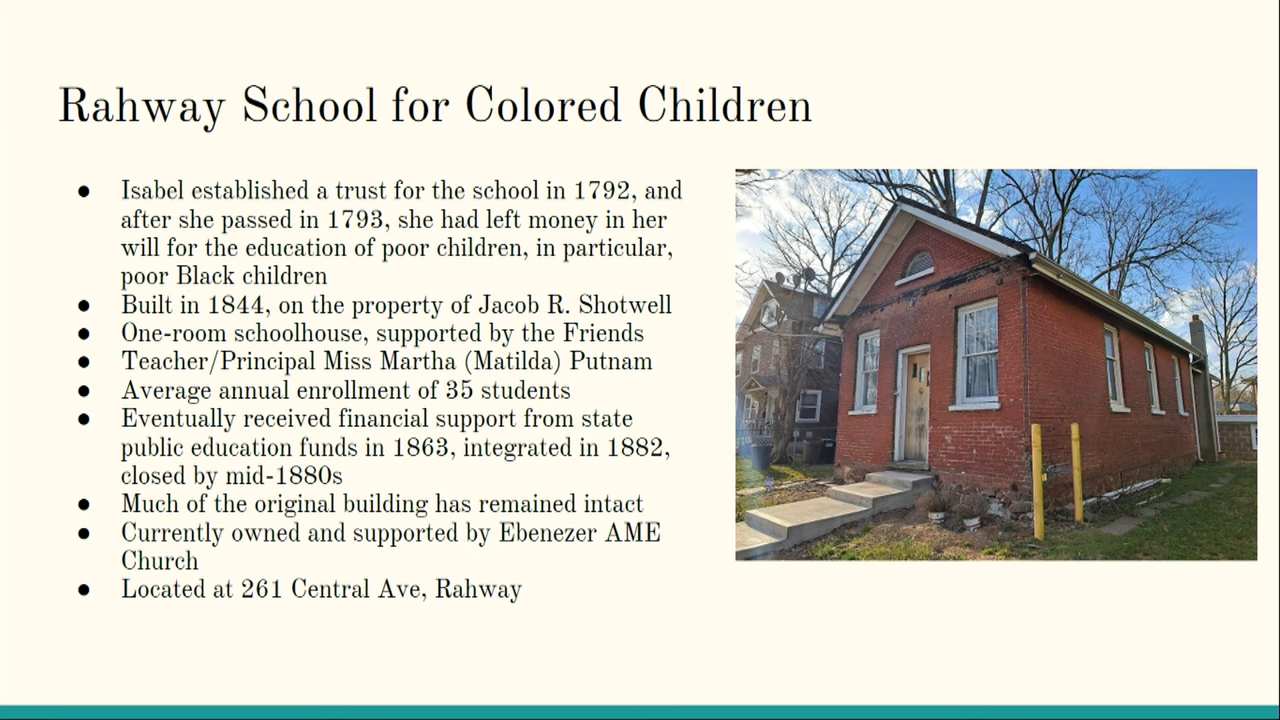 Rahway School for Colored Children
● Isabel established a trust for the school in 1792, and
after she passed in 1793, she had left money in her
will for the education of poor children, in particular,
poor Black children
● Built in 1844, on the property of Jacob R. Shotwell
● One-room schoolhouse, supported by the Friends
● Teacher/Principal Miss Martha (Matilda) Putnam
● Average annual enrollment of 35 students
● Eventually received financial support from state
public education funds in 1863, integrated in 1882,
closed by mid-1880s
● Much of the original building has remained intact
● Currently owned and supported by Ebenezer AME
Church
● Located at 261 Central Ave, Rahway